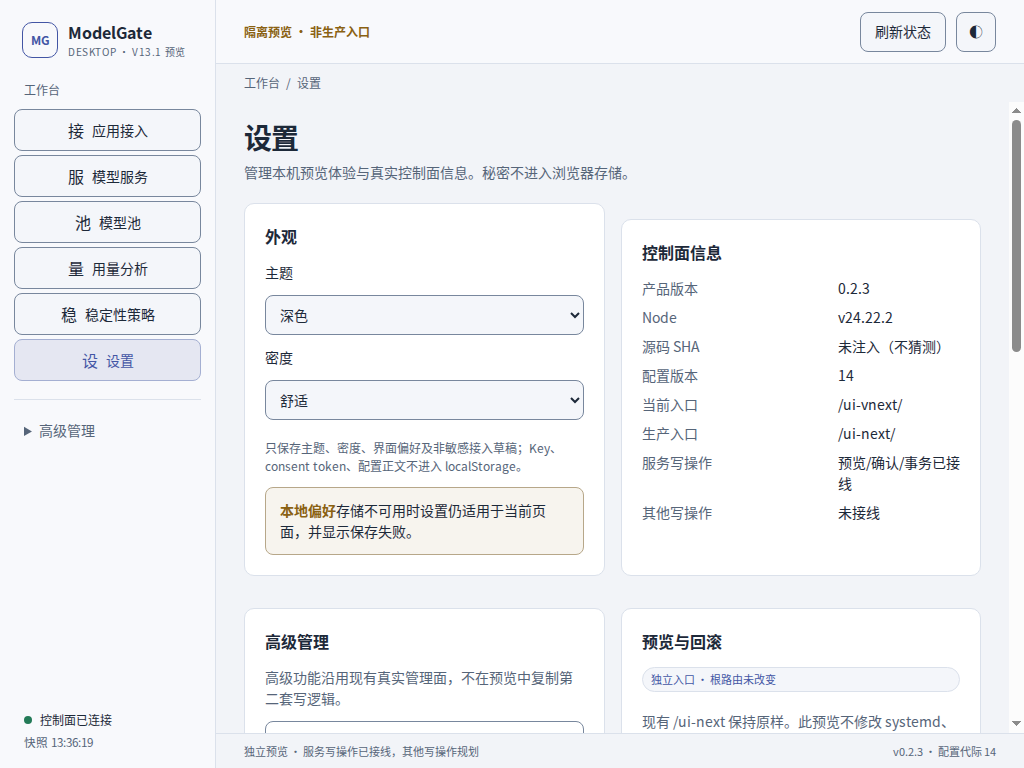 MG
ModelGate
DESKTOP · V13.1 预览
工作台
接 应用接入
服 模型服务
池 模型池
量 用量分析
稳 稳定性策略
设 设置
▶ 高级管理
控制面已连接
快照 13:36:19
隔离预览 · 非生产入口
刷新状态
工作台 / 设置
设置
管理本机预览体验与真实控制面信息。秘密不进入浏览器存储。
外观
主题
深色
密度
舒适
只保存主题、密度、界面偏好及非敏感接入草稿；Key、
consent token、配置正文不进入 localStorage。
本地偏好存储不可用时设置仍适用于当前页
面，并显示保存失败。
控制面信息
产品版本 0.2.3
Node v24.22.2
源码 SHA 未注入（不猜测）
配置版本 14
当前入口 /ui-vnext/
生产入口 /ui-next/
服务写操作 预览/确认/事务已接
线
其他写操作 未接线
高级管理
高级功能沿用现有真实管理面，不在预览中复制第
二套写逻辑。
预览与回滚
独立入口 · 根路由未改变
现有 /ui-next 保持原样。此预览不修改 systemd、
独立预览 · 服务写操作已接线，其他写操作规划
v0.2.3 · 配置代际 14